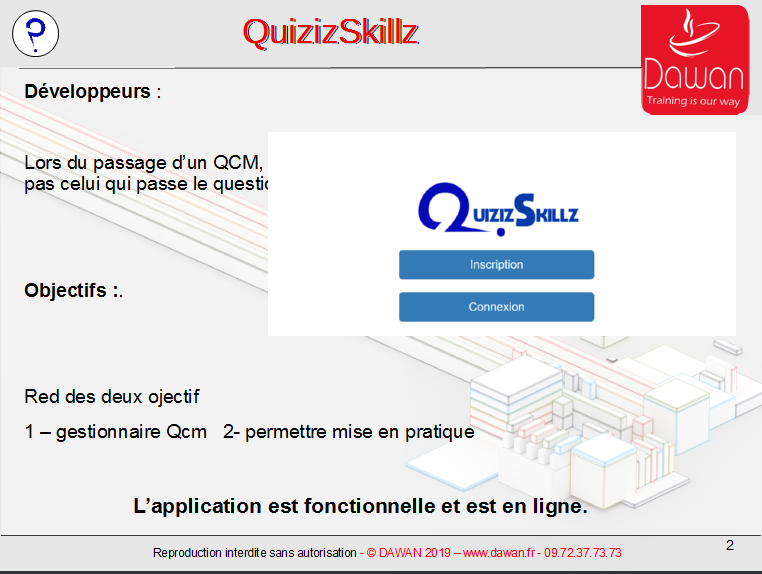 QuizizSkillz
Dawan
Training is our way
Développeurs :
Lors du passage d’un QCM,
pas celui qui passe le questio
QUIZIZSKILLZ
Inscription
Connexion
Objectifs :.
Red des deux ojectif
1 – gestionnaire Qcm 2- permettre mise en pratique
L’application est fonctionnelle et est en ligne.
2
Reproduction interdite sans autorisation - © DAWAN 2019 – www.dawan.fr - 09.72.37.73.73